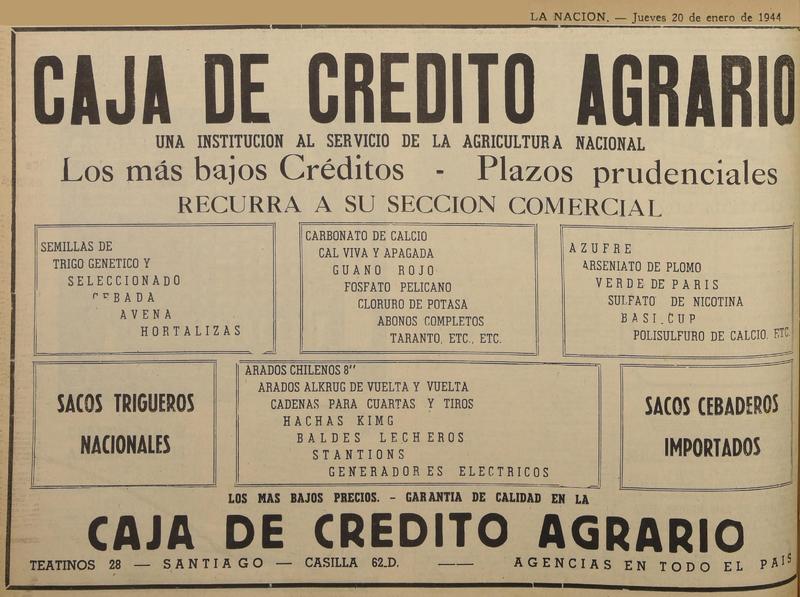 LA NACION. — Jueves 20 de enero de 1944
CAJA DE CREDITO AGRARIO
UNA INSTITUCION AL SERVICIO DE LA AGRICULTURA NACIONAL
Los más bajos Créditos - Plazos prudenciales
RECURRA A SU SECCION COMERCIAL
SEMILLAS DE
TRIGO GENETICO Y
SELECCIONADO
CEBADA
AVENA
HORTALIZAS
CARBONATO DE CALCIO
CAL VIVA Y APAGADA
GUANO ROJO
FOSFATO PELICANO
CLORURO DE POTASA
ABONOS COMPLETOS
TARANTO, ETC., ETC.
AZUFRE
ARSENIATO DE PLOMO
VERDE DE PARIS
SULFATO DE NICOTINA
BASI.CUP
POLISULFURO DE CALCIO. ETC.
SACOS TRIGUEROS
NACIONALES
ARADOS CHILENOS 8"
ARADOS ALKRUG DE VUELTA Y VUELTA
CADENAS PARA CUARTAS Y TIROS
HACHAS KIMG
BALDES LECHEROS
STANTIONS
GENERADORES ELECTRICOS
SACOS CEBADEROS
IMPORTADOS
LOS MAS BAJOS PRECIOS. - GARANTIA DE CALIDAD EN LA
CAJA DE CREDITO AGRARIO
TEATINOS 28 — SANTIAGO — CASILLA 62-D. — AGENCIAS EN TODO EL PAIS